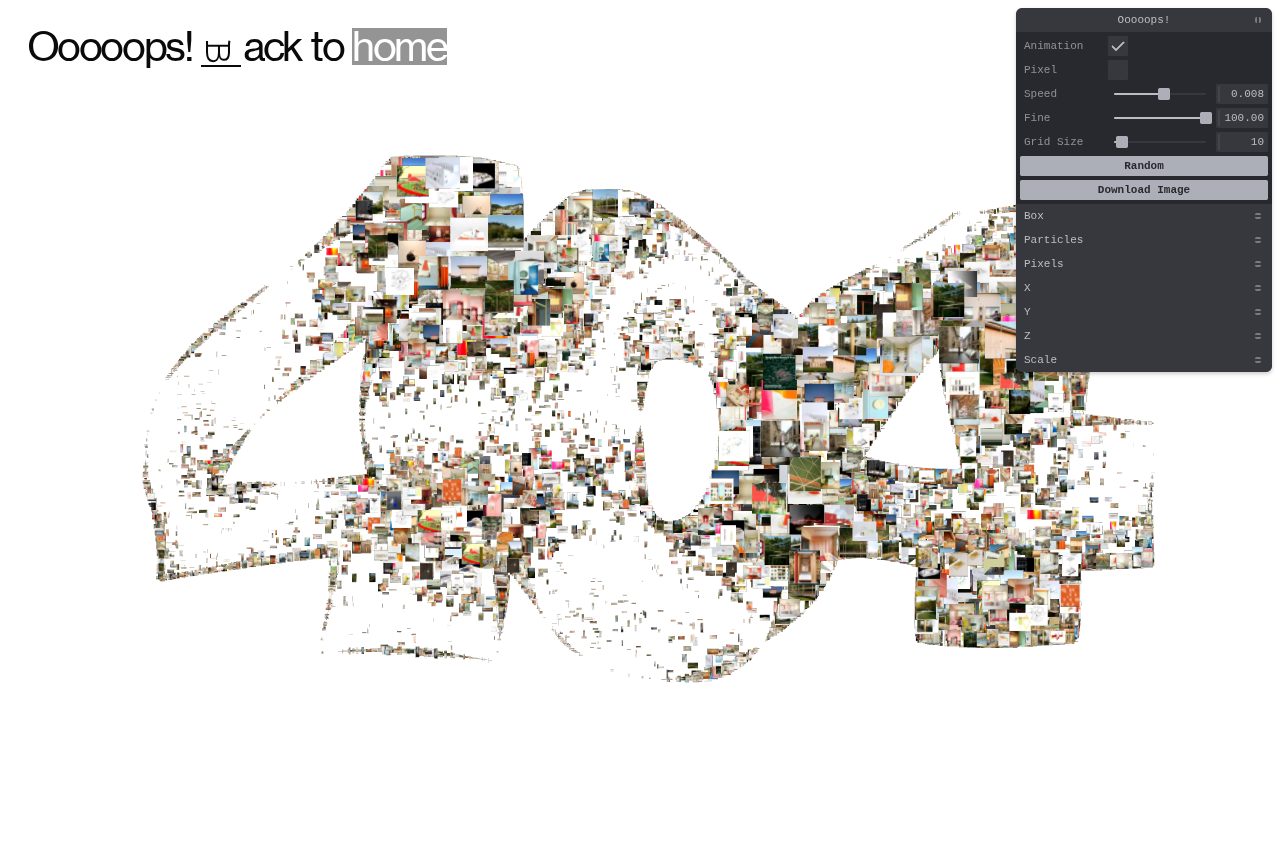 Ooooops! B ack to home
404
Ooooops!
Animation
Pixel
Speed 0.008
Fine 100.00
Grid Size 10
Random
Download Image
Box
Particles
Pixels
X
Y
Z
Scale